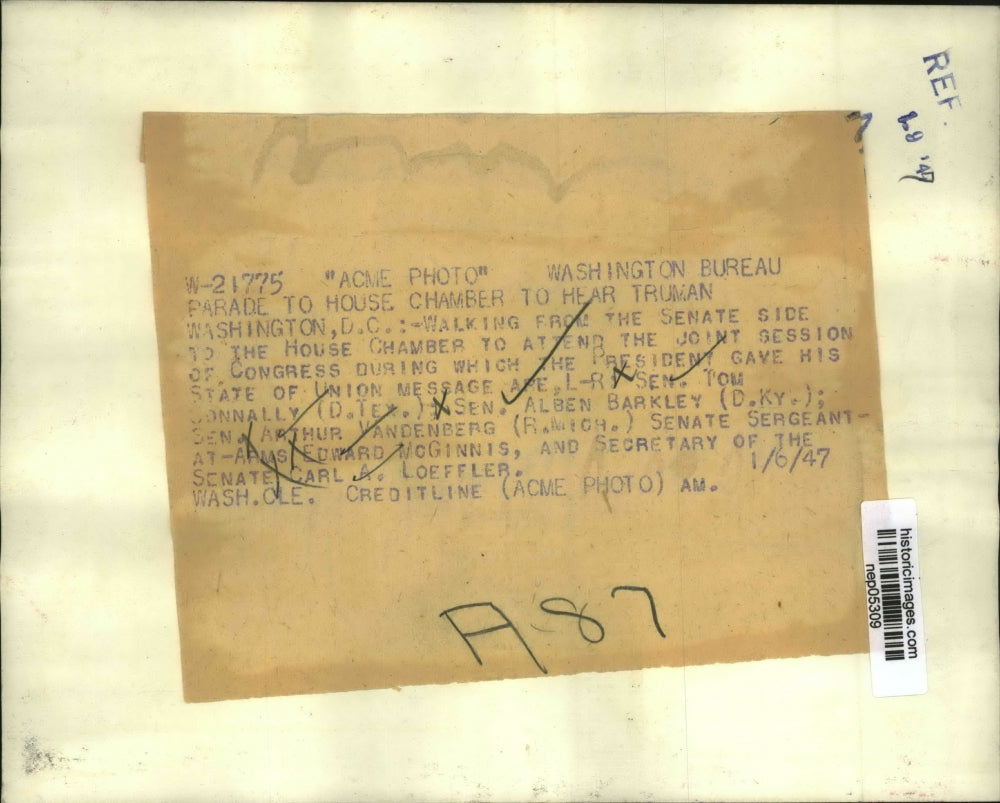 REF.
'47
W-21775 "ACME PHOTO" WASHINGTON BUREAU
PARADE TO HOUSE CHAMBER TO HEAR TRUMAN
WASHINGTON, D.C.:-WALKING FROM THE SENATE SIDE
TO THE HOUSE CHAMBER TO ATTEND THE JOINT SESSION
OF CONGRESS DURING WHICH THE PRESIDENT GAVE HIS
STATE OF UNION MESSAGE ARE, L-R: SEN. TOM
CONNALLY (D.TEX.); SEN. ALBEN BARKLEY (D.KY.);
SEN. ARTHUR VANDENBERG (R.MICH.) SENATE SERGEANT-
AT-ARMS EDWARD MCGINNIS, AND SECRETARY OF THE
SENATE CARL A. LOEFFLER. 1/6/47
WASH.CLE. CREDITLINE (ACME PHOTO) AM.
A-87
historicimages.com
nep05309